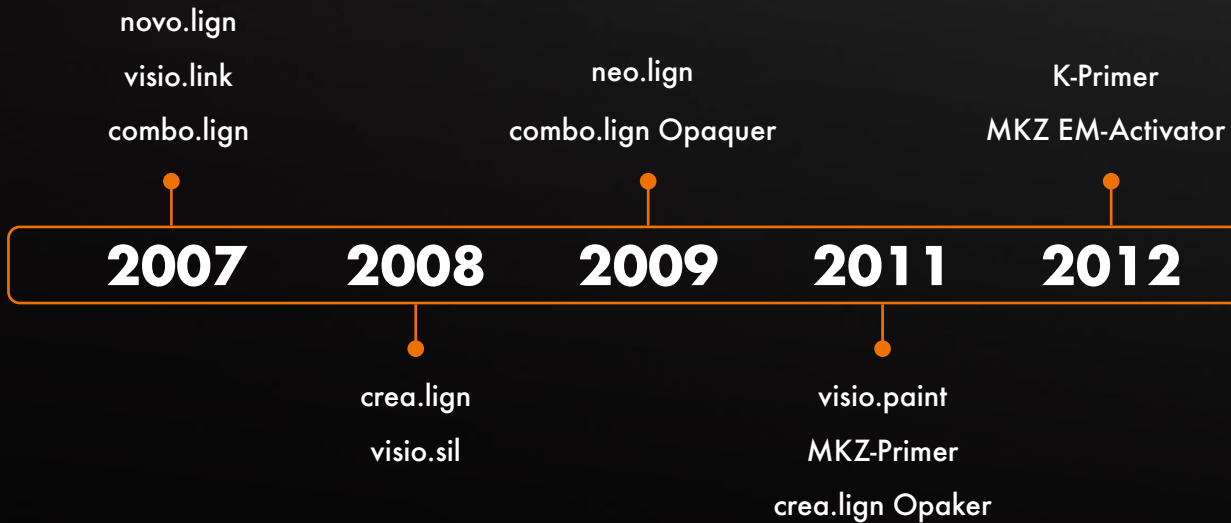 novo.lign
visio.link
combo.lign
neo.lign
combo.lign Opaquer
K-Primer
MKZ EM-Activator
2007 2008 2009 2011 2012
crea.lign
visio.sil
visio.paint
MKZ-Primer
crea.lign Opaker